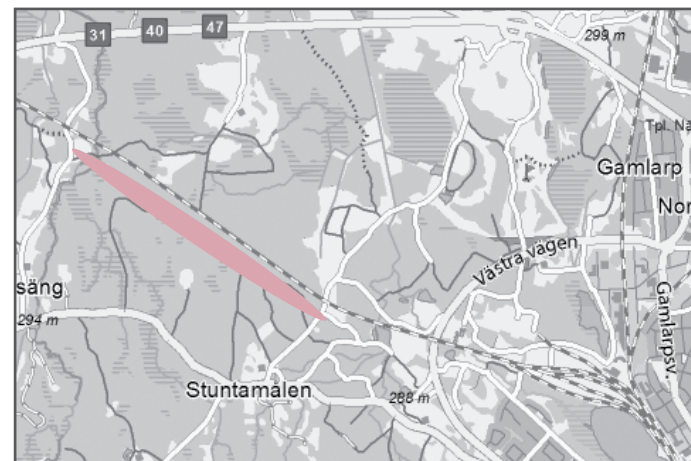 31 40 47
299 m
Tpl. Nä
Gamlarp
Nor
Västra vägen
säng
294 m
Gamlarpsv.
Stuntamålen
288 m